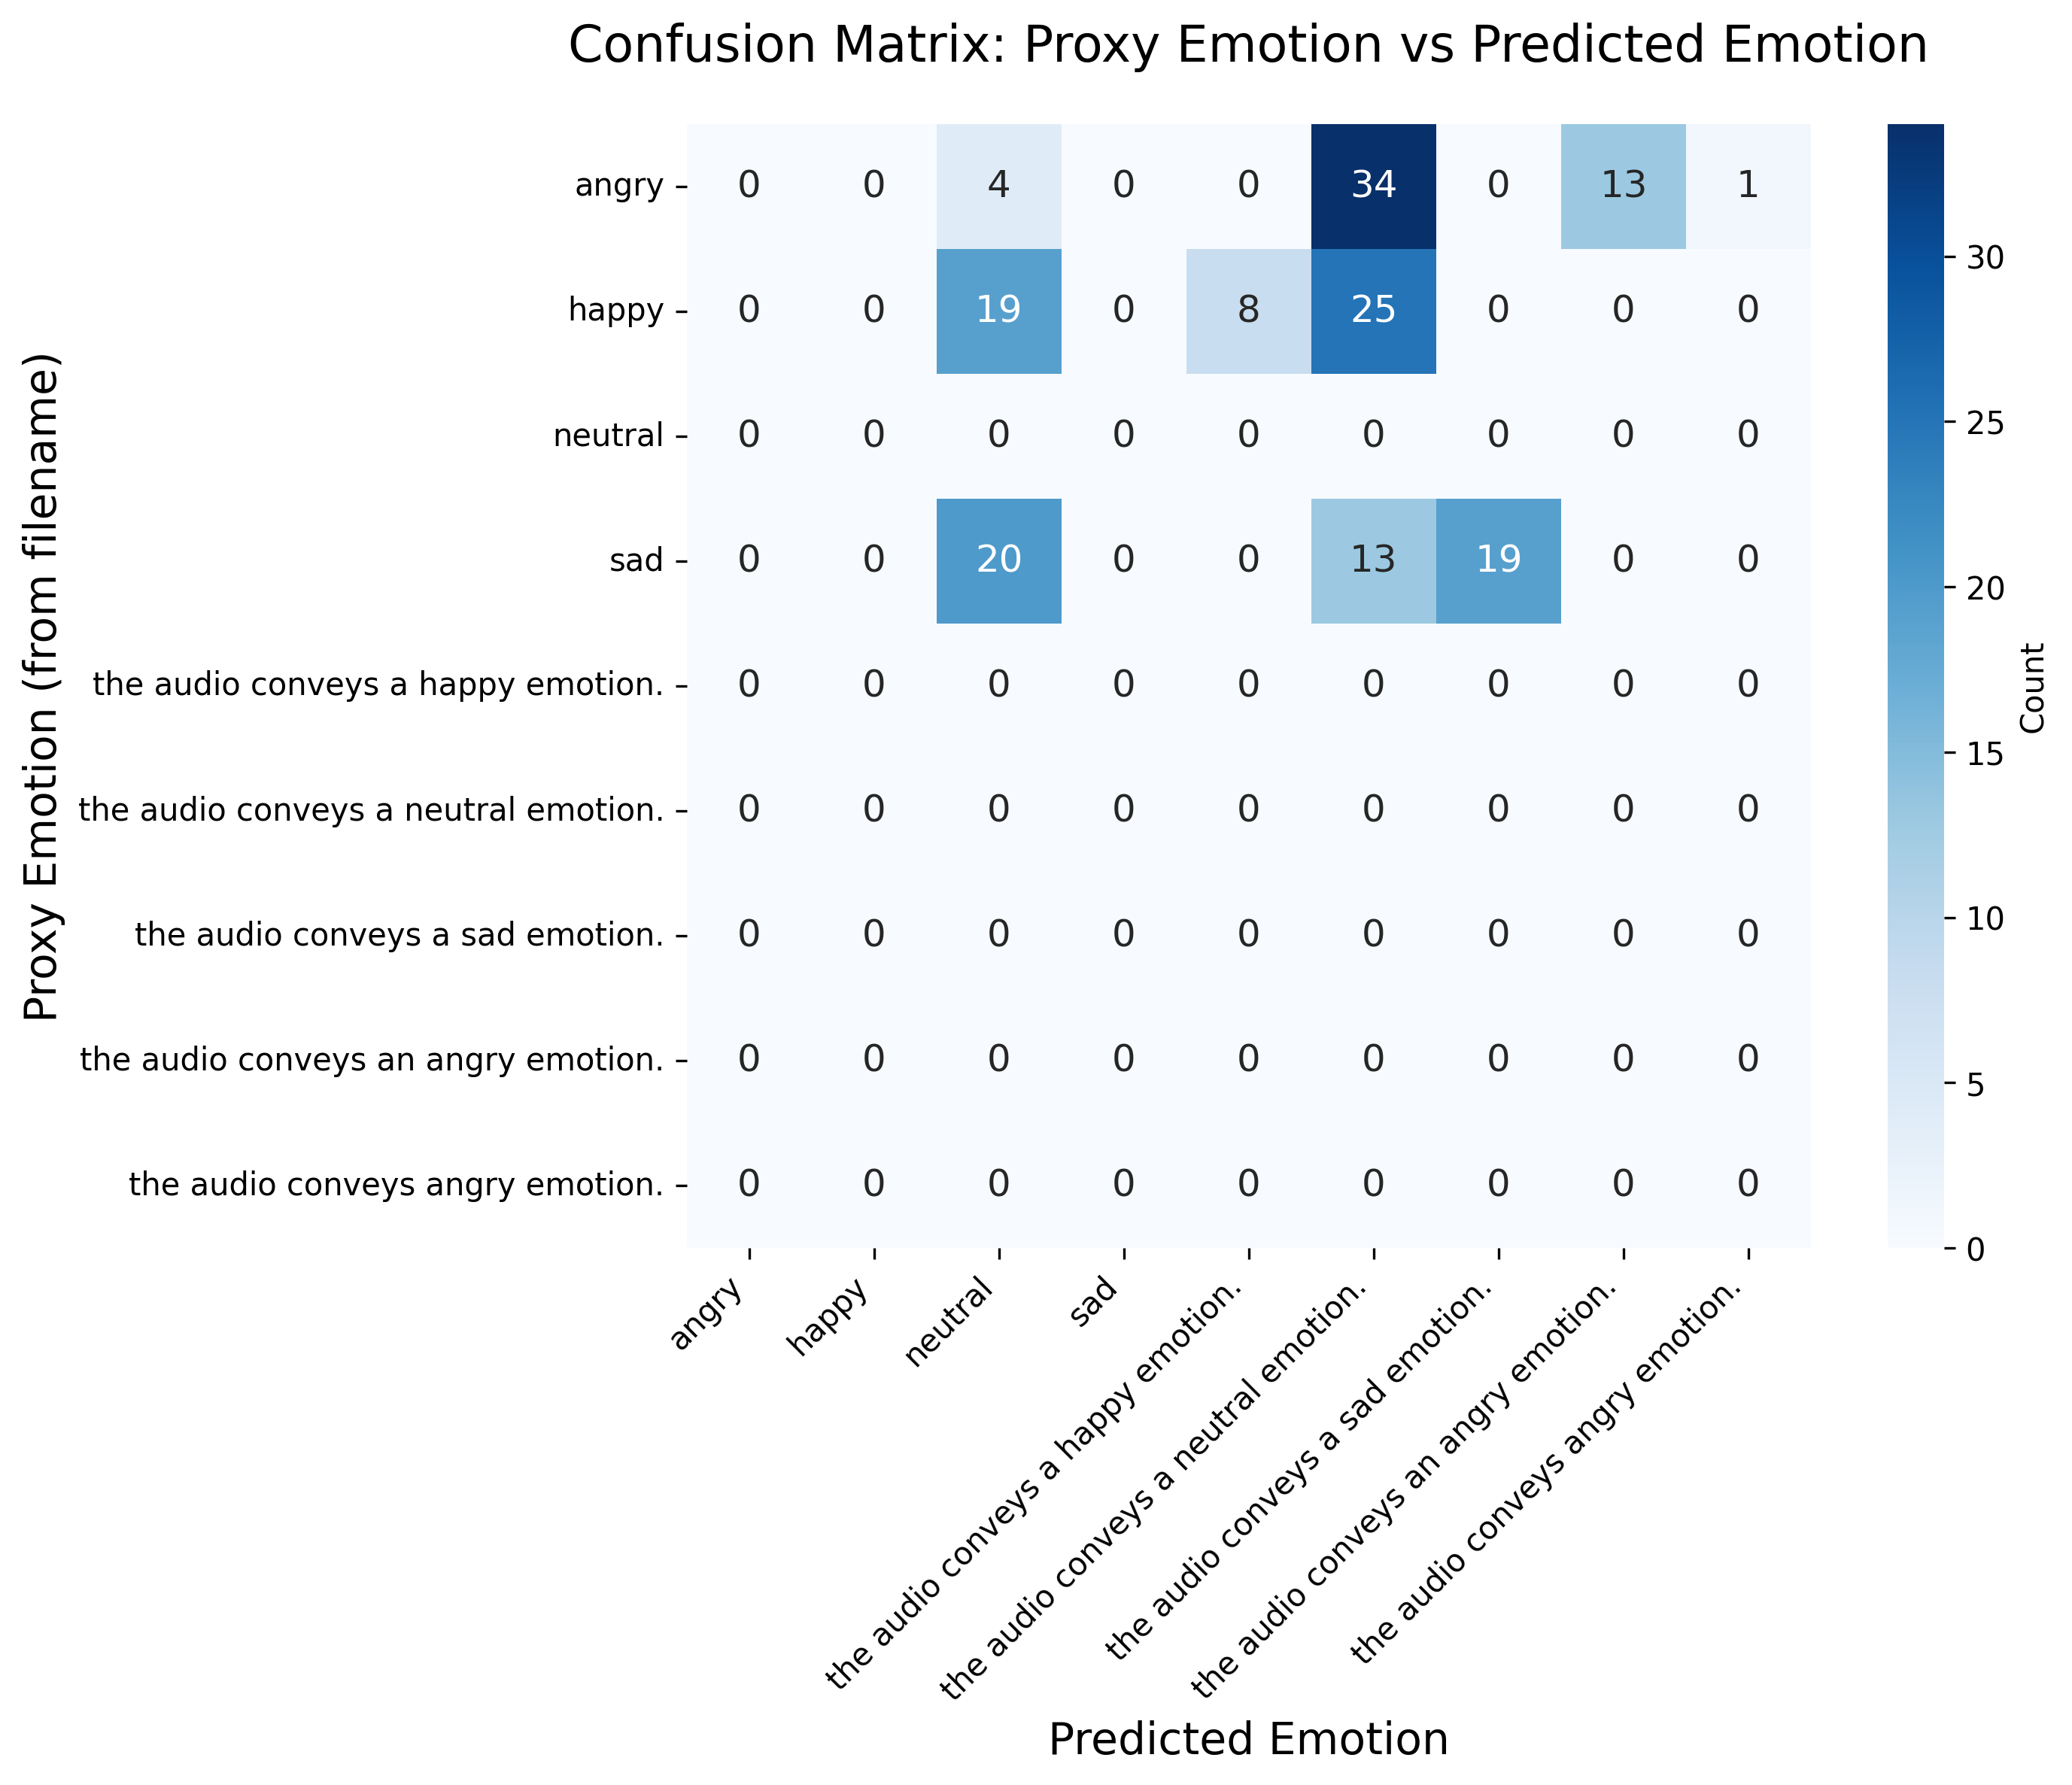 Confusion Matrix: Proxy Emotion vs Predicted Emotion
Proxy Emotion (from filename)
angry 0 0 4 0 0 34 0 13 1
happy 0 0 19 0 8 25 0 0 0
neutral 0 0 0 0 0 0 0 0 0
sad 0 0 20 0 0 13 19 0 0
the audio conveys a happy emotion. 0 0 0 0 0 0 0 0 0
the audio conveys a neutral emotion. 0 0 0 0 0 0 0 0 0
the audio conveys a sad emotion. 0 0 0 0 0 0 0 0 0
the audio conveys an angry emotion. 0 0 0 0 0 0 0 0 0
the audio conveys angry emotion. 0 0 0 0 0 0 0 0 0
angry
happy
neutral
sad
the audio conveys a happy emotion.
the audio conveys a neutral emotion.
the audio conveys a sad emotion.
the audio conveys an angry emotion.
the audio conveys angry emotion.
Predicted Emotion
30
25
20
15
10
5
0
Count